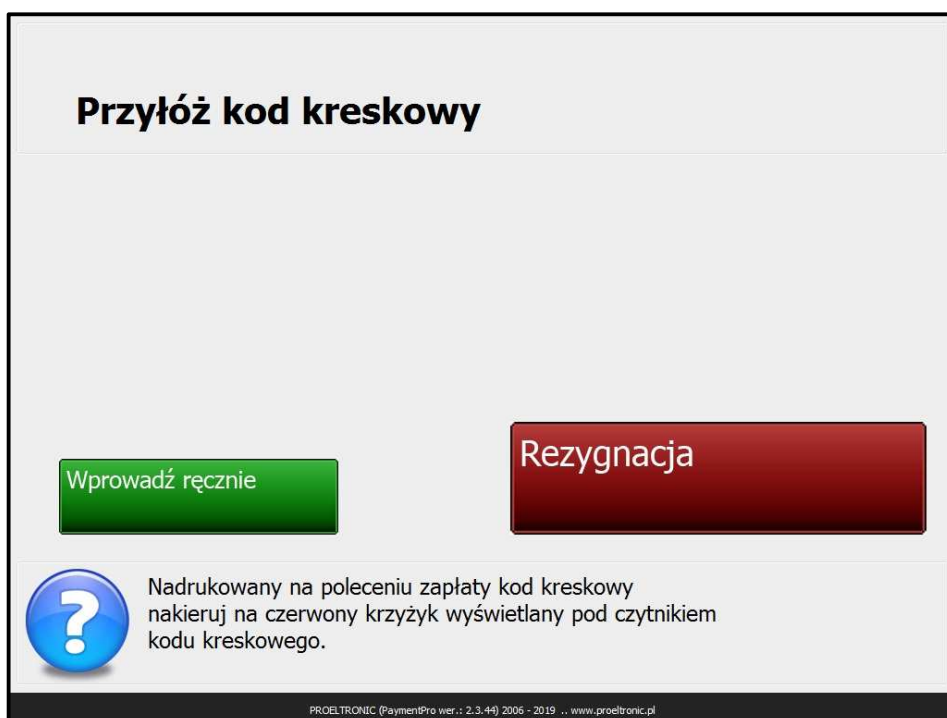 Przyłóż kod kreskowy
Wprowadź ręcznie
Rezygnacja
Nadrukowany na poleceniu zapłaty kod kreskowy
nakieruj na czerwony krzyżyk wyświetlany pod czytnikiem
kodu kreskowego.
PROELTRONIC (PaymentPro wer.: 2.3.44) 2006 - 2019 .. www.proeltronic.pl